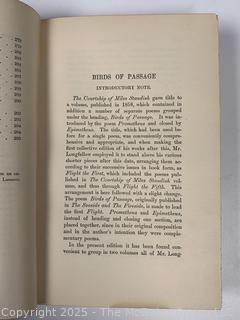 BIRDS OF PASSAGE
INTRODUCTORY NOTE.
The Courtship of Miles Standish gave title to
a volume, published in 1858, which contained in
addition a number of separate poems grouped
under the heading, Birds of Passage. It was in-
troduced by the poem Prometheus and closed by
Epimetheus. The title, which had been used be-
fore for a single poem, was conveniently compre-
hensive and appropriate, and when making the
first collective edition of his works after this, Mr.
Longfellow employed it to stand above his various
shorter pieces after this date, arranging them ac-
cording to their successive issues in book form, as
Flight the First, which included the poems pub-
lished in The Courtship of Miles Standish vol-
ume, and thus through Flight the Fifth. This
arrangement is here followed with a slight change.
The poem Birds of Passage, originally published
in The Seaside and The Fireside, is made to lead
the first Flight. Prometheus and Epimetheus,
instead of heading and closing one section, are
placed together, since in their original composition
and in the author's intention they were comple-
mentary poems.
In the present edition it has been found con-
venient to group in two volumes all of Mr. Long-
Copyright 2025 - Proxibid